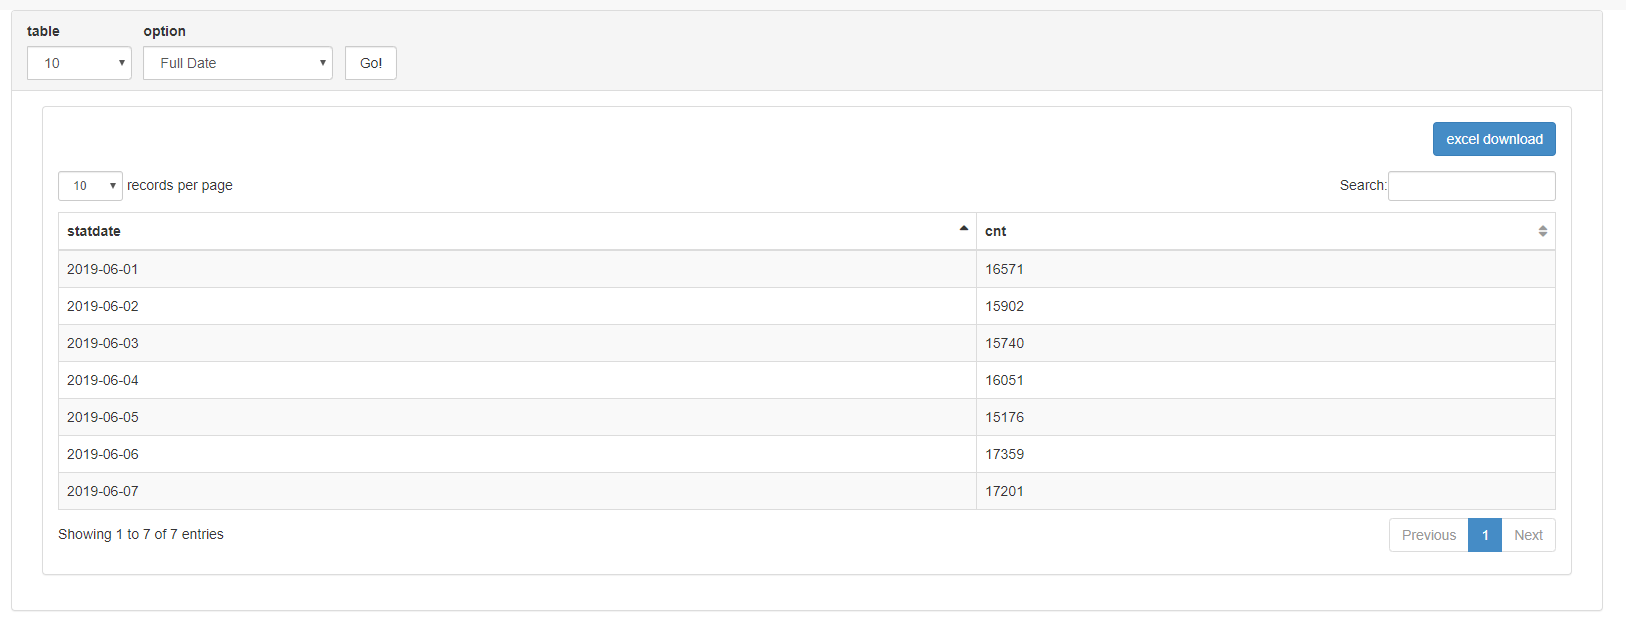 table option
10 Full Date Go!
excel download
10 records per page Search:
statdate cnt
2019-06-01 16571
2019-06-02 15902
2019-06-03 15740
2019-06-04 16051
2019-06-05 15176
2019-06-06 17359
2019-06-07 17201
Showing 1 to 7 of 7 entries Previous 1 Next